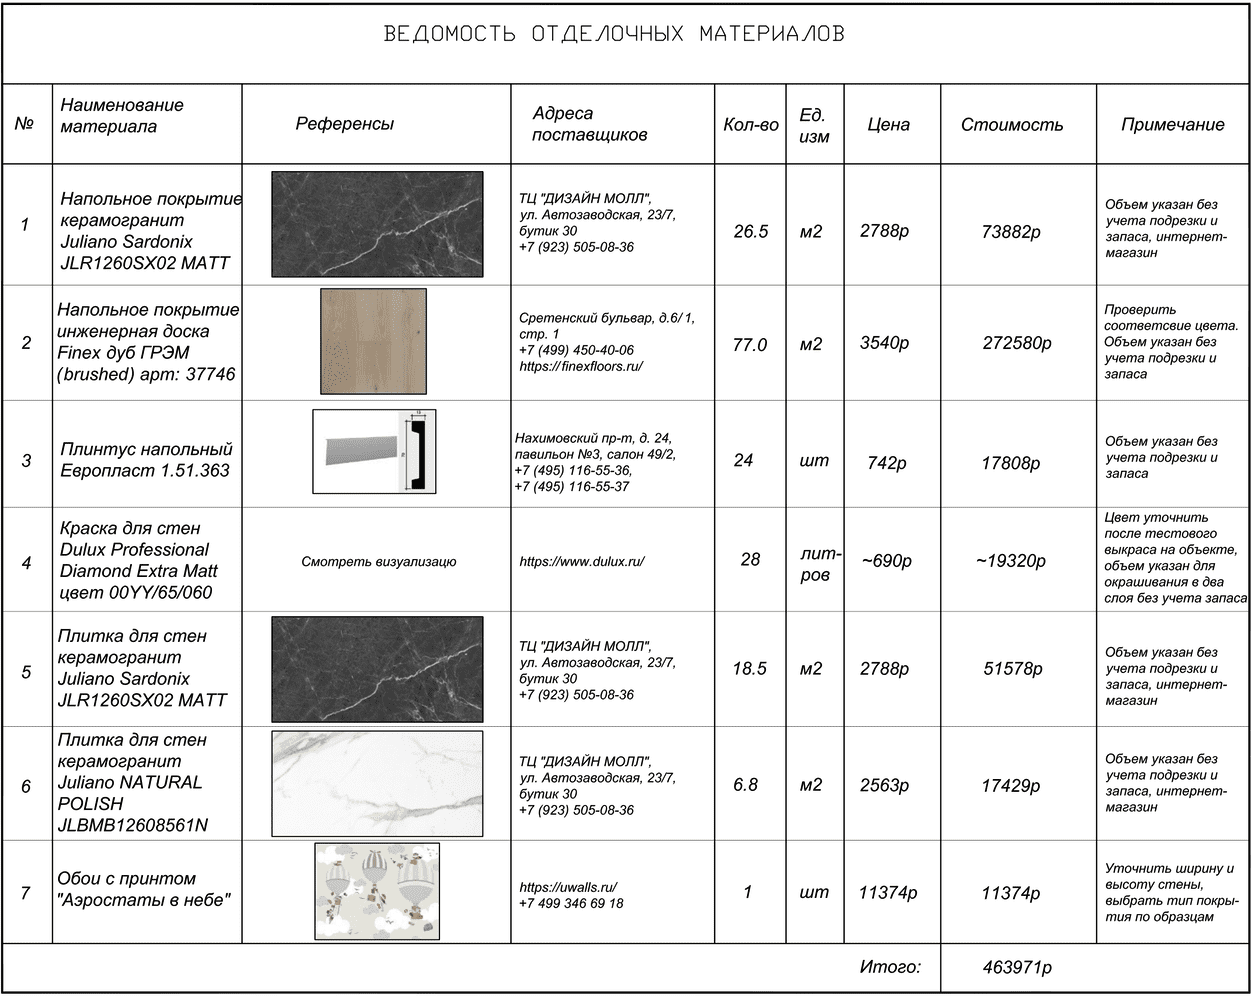 ВЕДОМОСТЬ ОТДЕЛОЧНЫХ МАТЕРИАЛОВ
№
Наименование
материала
Референсы
Адреса
поставщиков
Кол-во
Ед.
изм
Цена
Стоимость
Примечание
1
Напольное покрытие
керамогранит
Juliano Sardonix
JLR1260SX02 MATT
ТЦ "ДИЗАЙН МОЛЛ",
ул. Автозаводская, 23/7,
бутик 30
+7 (923) 505-08-36
26.5
м2
2788р
73882р
Объем указан без
учета подрезки и
запаса, интернет-
магазин
2
Напольное покрытие
инженерная доска
Finex дуб ГРЭМ
(brushed) арт: 37746
Сретенский бульвар, д.6/1,
стр. 1
+7 (499) 450-40-06
https://finexfloors.ru/
77.0
м2
3540р
272580р
Проверить
соответсвие цвета.
Объем указан без
учета подрезки и
запаса
3
Плинтус напольный
Европласт 1.51.363
Нахимовский пр-т, д. 24,
павильон №3, салон 49/2,
+7 (495) 116-55-36,
+7 (495) 116-55-37
24
шт
742р
17808р
Объем указан без
учета подрезки и
запаса
4
Краска для стен
Dulux Professional
Diamond Extra Matt
цвет 00YY/65/060
Смотреть визуализацю
https://www.dulux.ru/
28
лит-
ров
~690р
~19320р
Цвет уточнить
после тестового
выкраса на объекте,
объем указан для
окрашивания в два
слоя без учета запаса
5
Плитка для стен
керамогранит
Juliano Sardonix
JLR1260SX02 MATT
ТЦ "ДИЗАЙН МОЛЛ",
ул. Автозаводская, 23/7,
бутик 30
+7 (923) 505-08-36
18.5
м2
2788р
51578р
Объем указан без
учета подрезки и
запаса, интернет-
магазин
6
Плитка для стен
керамогранит
Juliano NATURAL
POLISH
JLBMB12608561N
ТЦ "ДИЗАЙН МОЛЛ",
ул. Автозаводская, 23/7,
бутик 30
+7 (923) 505-08-36
6.8
м2
2563р
17429р
Объем указан без
учета подрезки и
запаса, интернет-
магазин
7
Обои с принтом
"Аэростаты в небе"
https://uwalls.ru/
+7 499 346 69 18
1
шт
11374р
11374р
Уточнить ширину и
высоту стены,
выбрать тип покры-
тия по образцам
Итого:
463971р